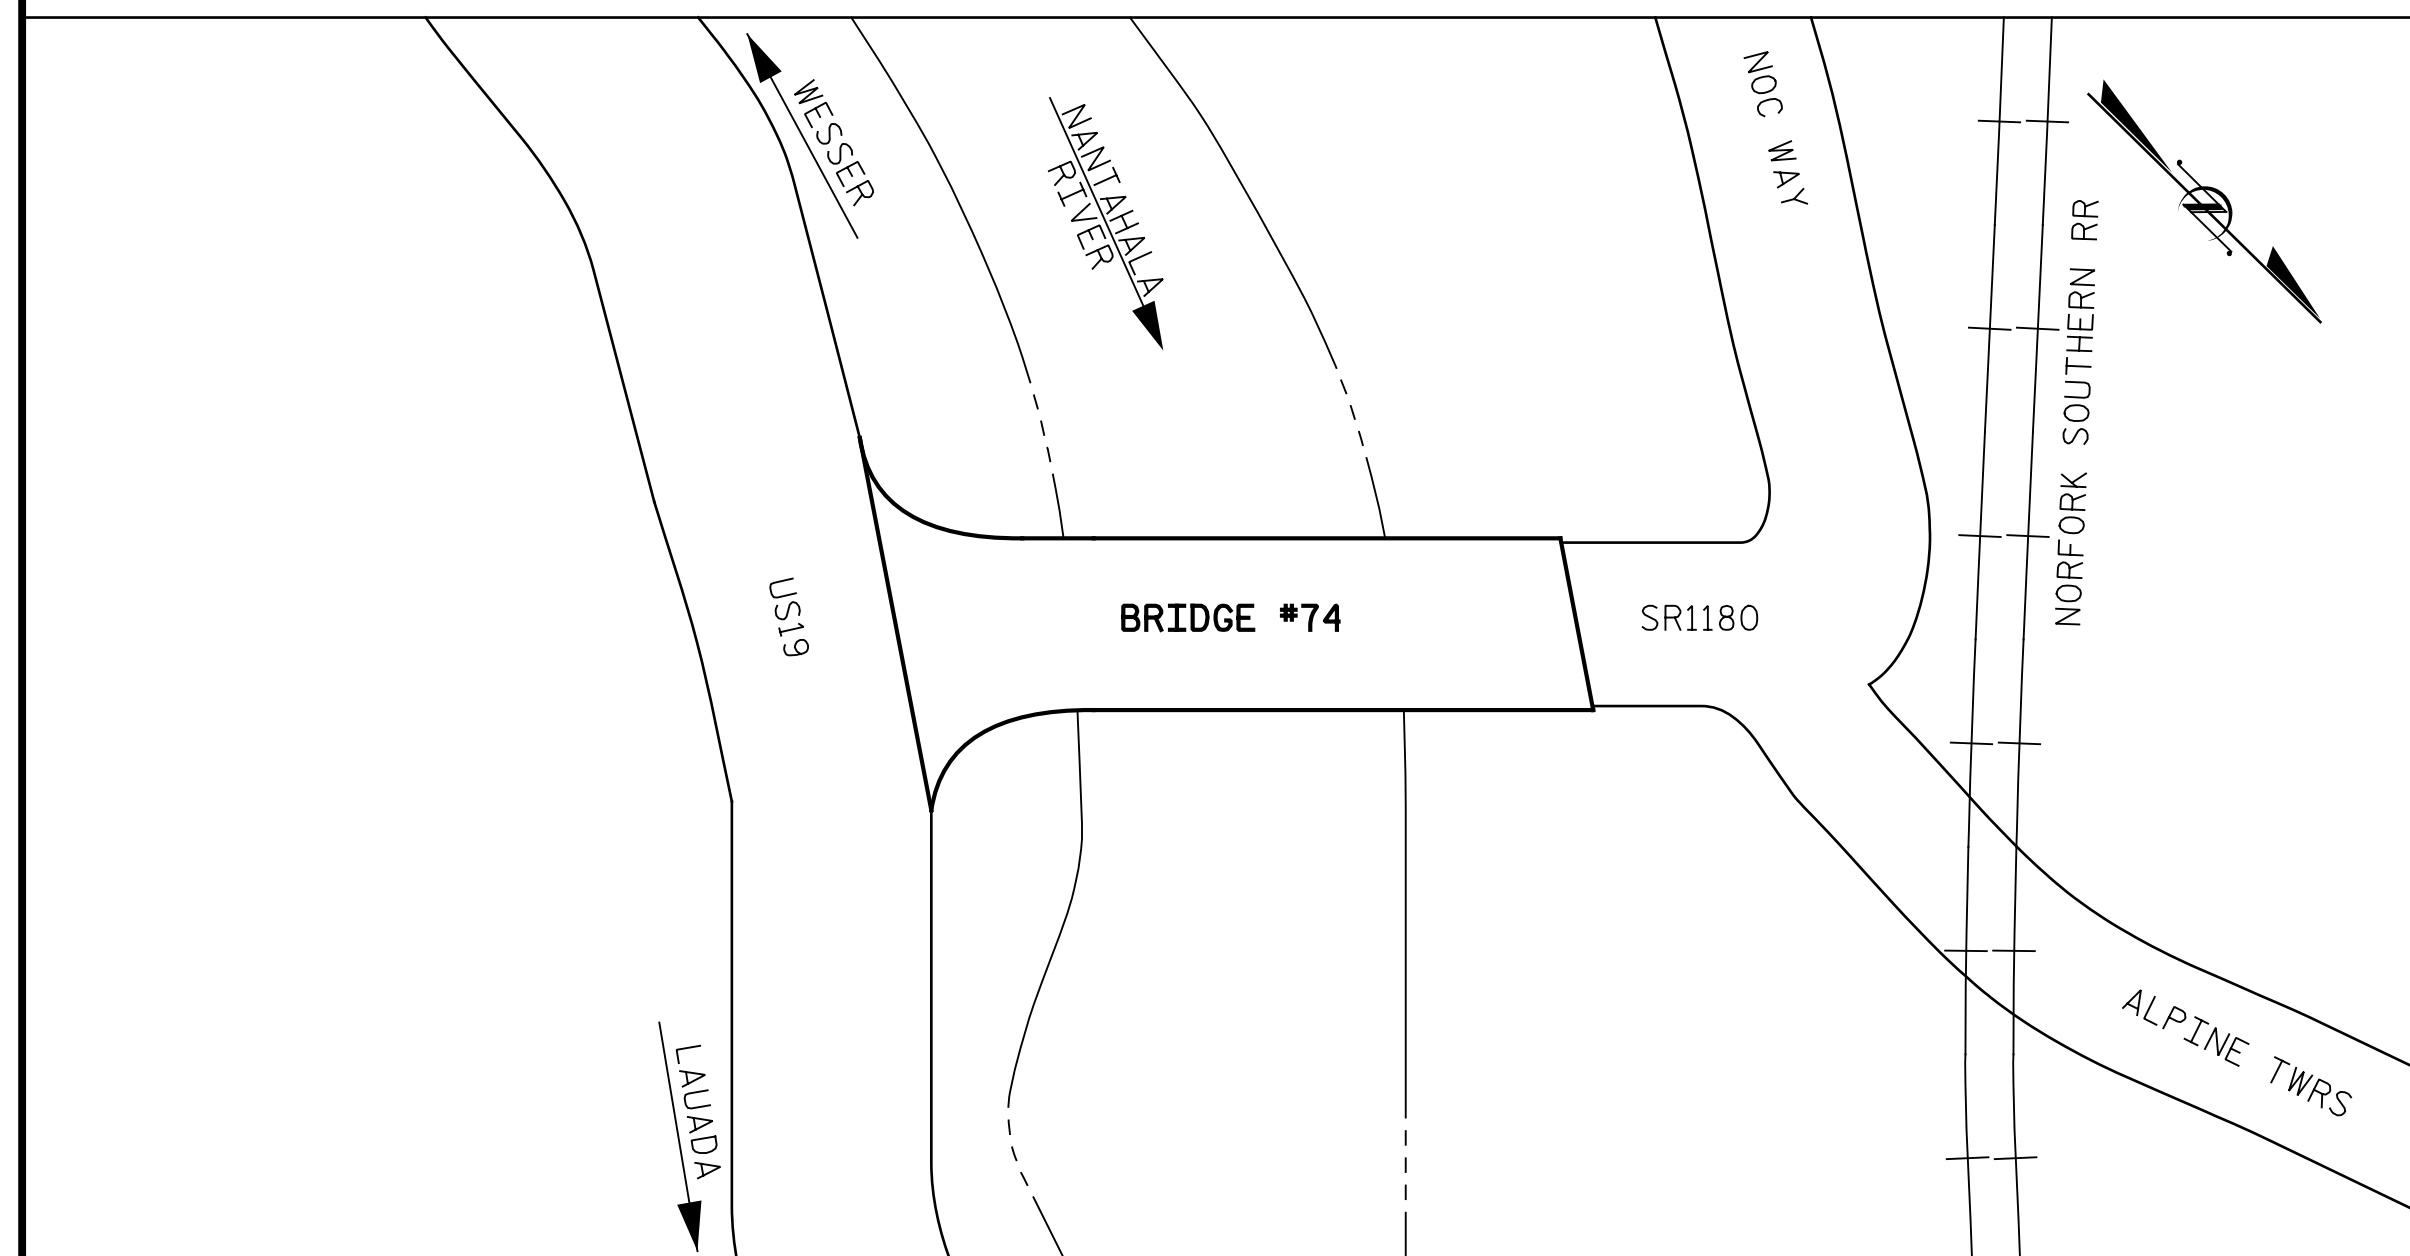 WESSER
NANTAHALA
RIVER
NOC WAY
NORFORK SOUTHERN RR
US19
BRIDGE #74
SR1180
LAUADA
ALPINE TWRS